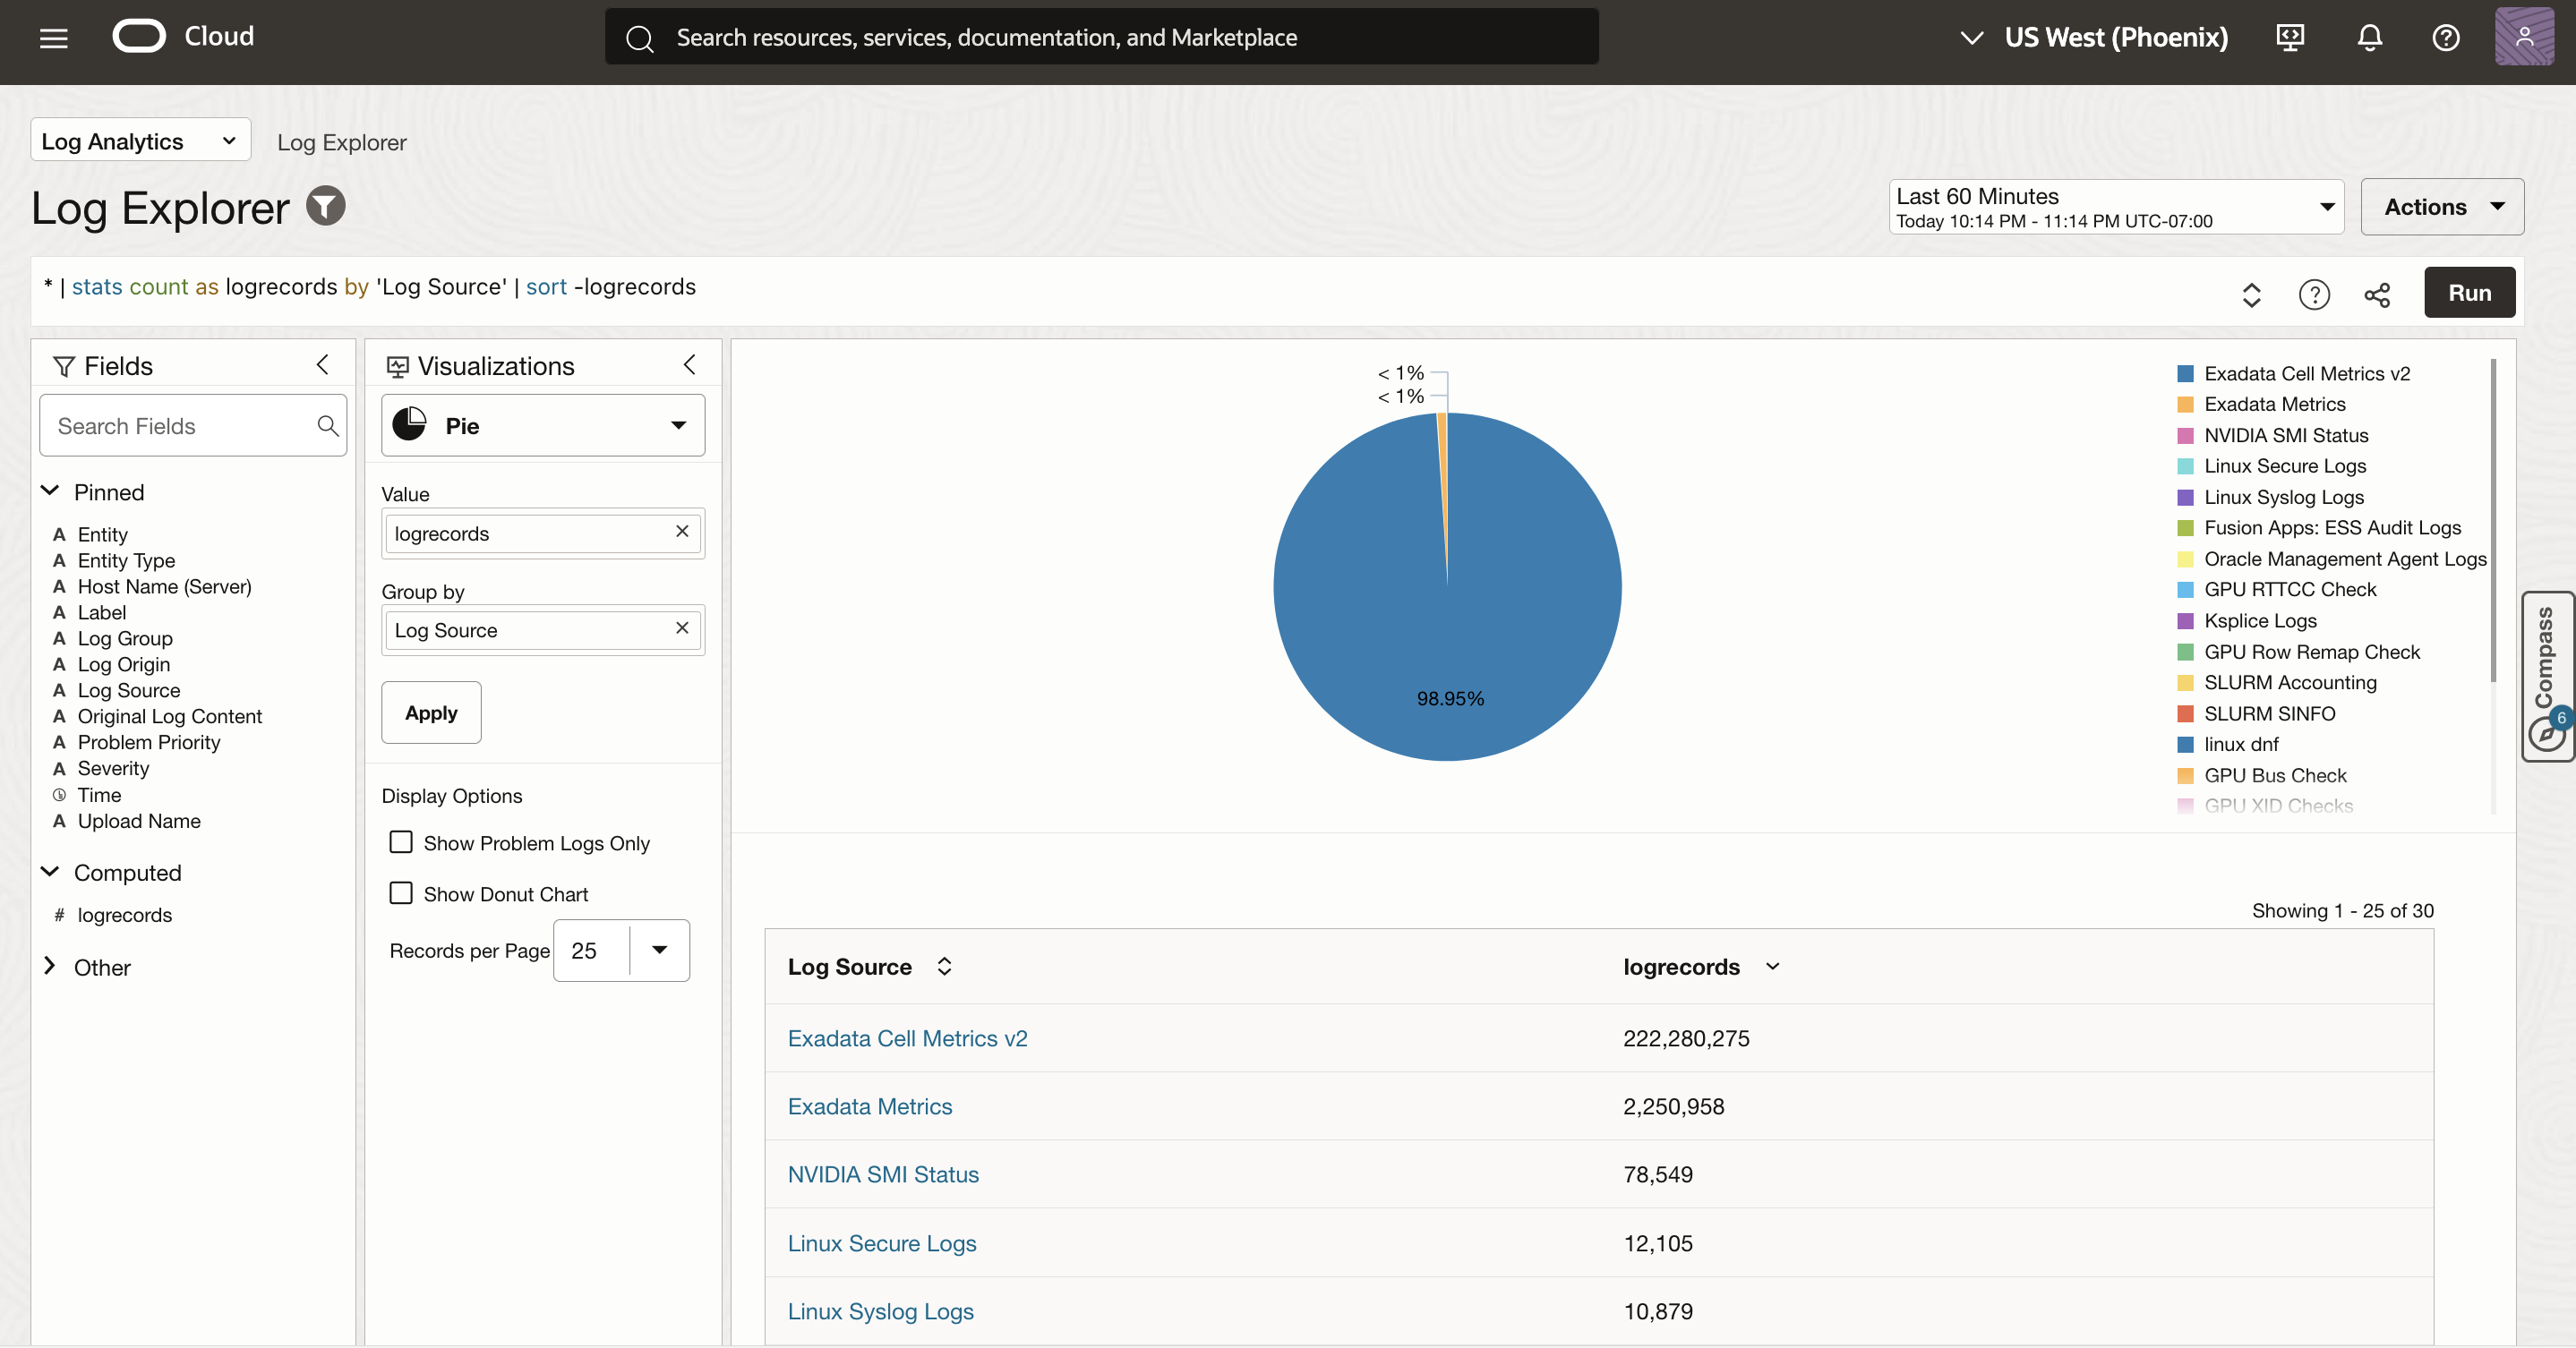 Cloud
Search resources, services, documentation, and Marketplace
US West (Phoenix)
Log Analytics
Log Explorer
Log Explorer
Last 60 Minutes
Today 10:14 PM - 11:14 PM UTC-07:00
Actions
* | stats count as logrecords by 'Log Source' | sort -logrecords
Run
Fields
Search Fields
Pinned
A Entity
A Entity Type
A Host Name (Server)
A Label
A Log Group
A Log Origin
A Log Source
A Original Log Content
A Problem Priority
A Severity
Time
A Upload Name
Computed
# logrecords
Other
Visualizations
Pie
Value
logrecords
Group by
Log Source
Apply
Display Options
Show Problem Logs Only
Show Donut Chart
Records per Page 25
< 1%
< 1%
98.95%
Exadata Cell Metrics v2
Exadata Metrics
NVIDIA SMI Status
Linux Secure Logs
Linux Syslog Logs
Fusion Apps: ESS Audit Logs
Oracle Management Agent Logs
GPU RTTCC Check
Ksplice Logs
GPU Row Remap Check
SLURM Accounting
SLURM SINFO
linux dnf
GPU Bus Check
GPU XID Checks
Compass
6
Showing 1 - 25 of 30
Log Source logrecords
Exadata Cell Metrics v2 222,280,275
Exadata Metrics 2,250,958
NVIDIA SMI Status 78,549
Linux Secure Logs 12,105
Linux Syslog Logs 10,879